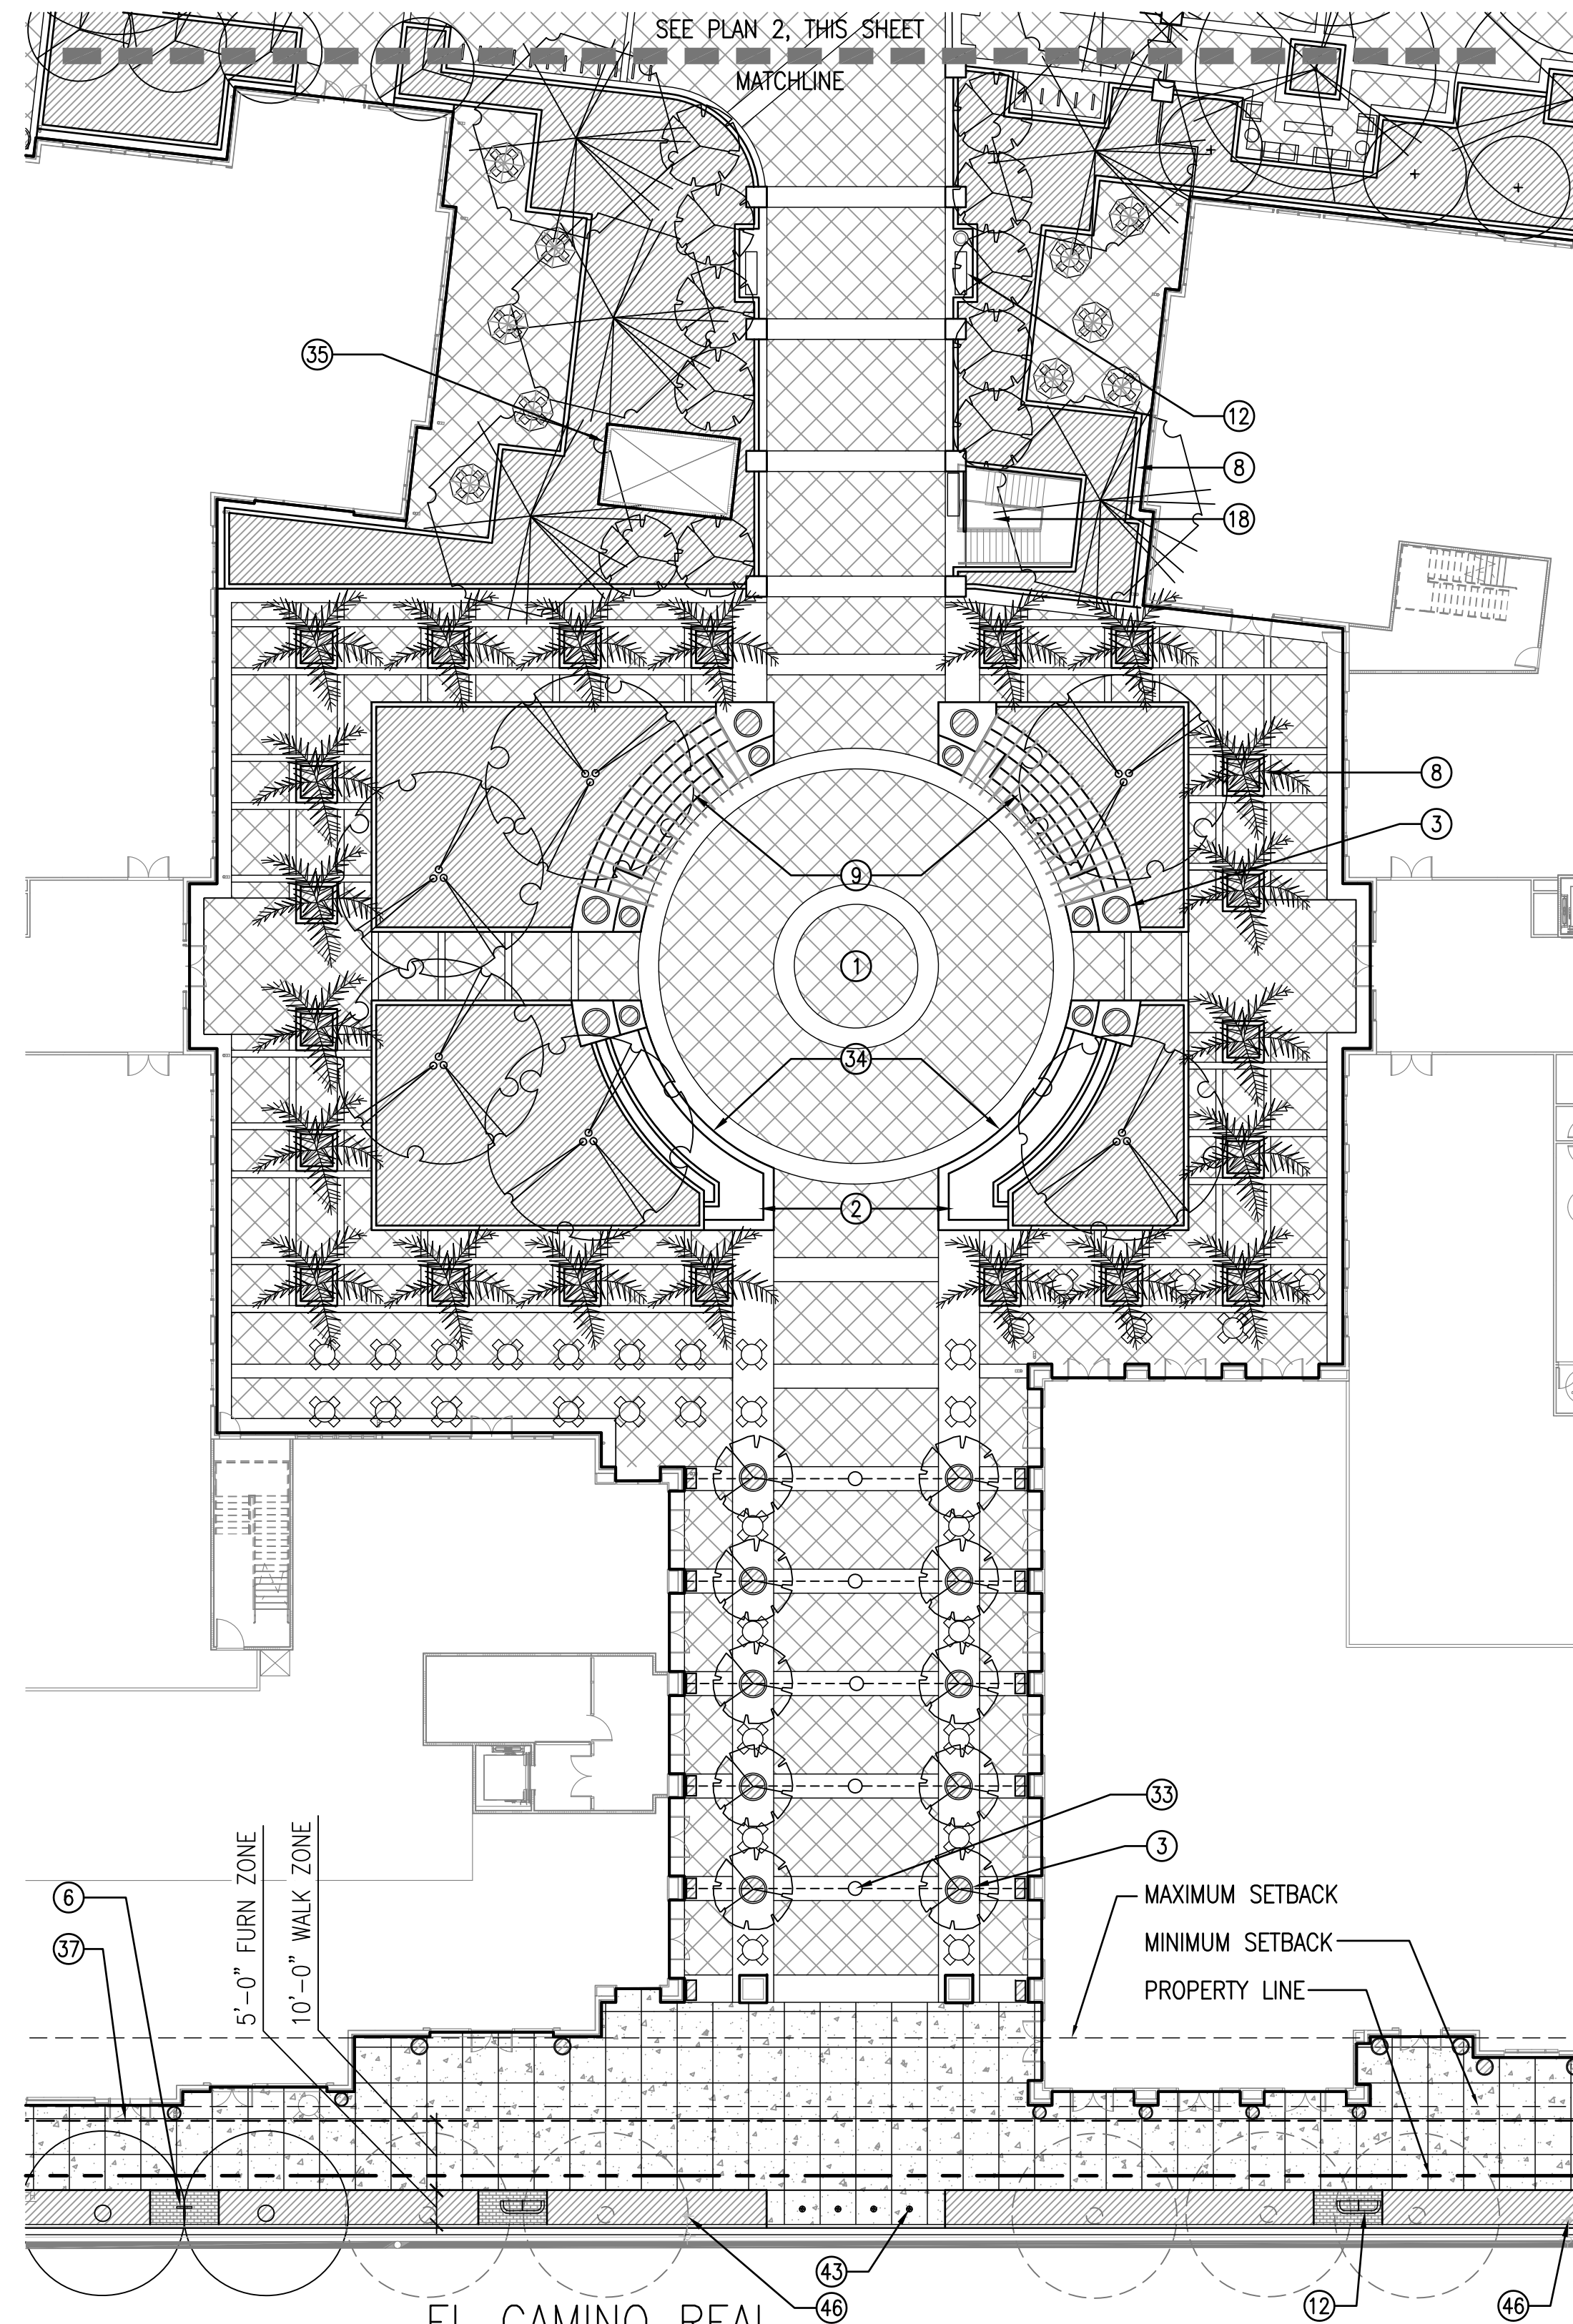 SEE PLAN 2, THIS SHEET
MATCHLINE
35
12
8
18
8
3
9
1
34
2
33
3
6
37
5'-0" FURN ZONE
10'-0" WALK ZONE
MAXIMUM SETBACK
MINIMUM SETBACK
PROPERTY LINE
43
46
12
46
EL CAMINO REAL